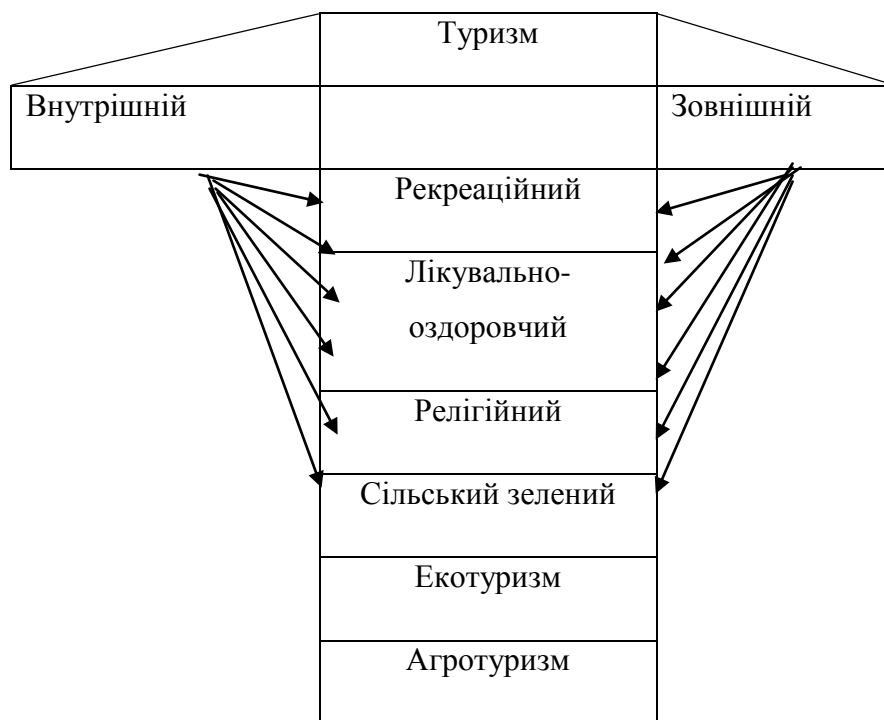 Туризм
Внутрішній
Зовнішній
Рекреаційний
Лікувально-
оздоровчий
Релігійний
Сільський зелений
Екотуризм
Агротуризм